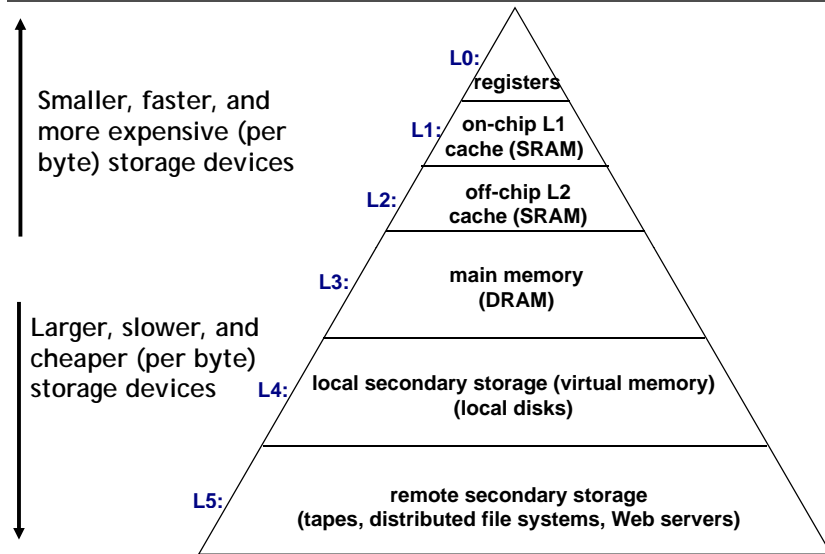 L0:
registers
Smaller, faster, and
more expensive (per
byte) storage devices
L1:
on-chip L1
cache (SRAM)
L2:
off-chip L2
cache (SRAM)
L3:
main memory
(DRAM)
Larger, slower, and
cheaper (per byte)
storage devices
L4:
local secondary storage (virtual memory)
(local disks)
L5:
remote secondary storage
(tapes, distributed file systems, Web servers)